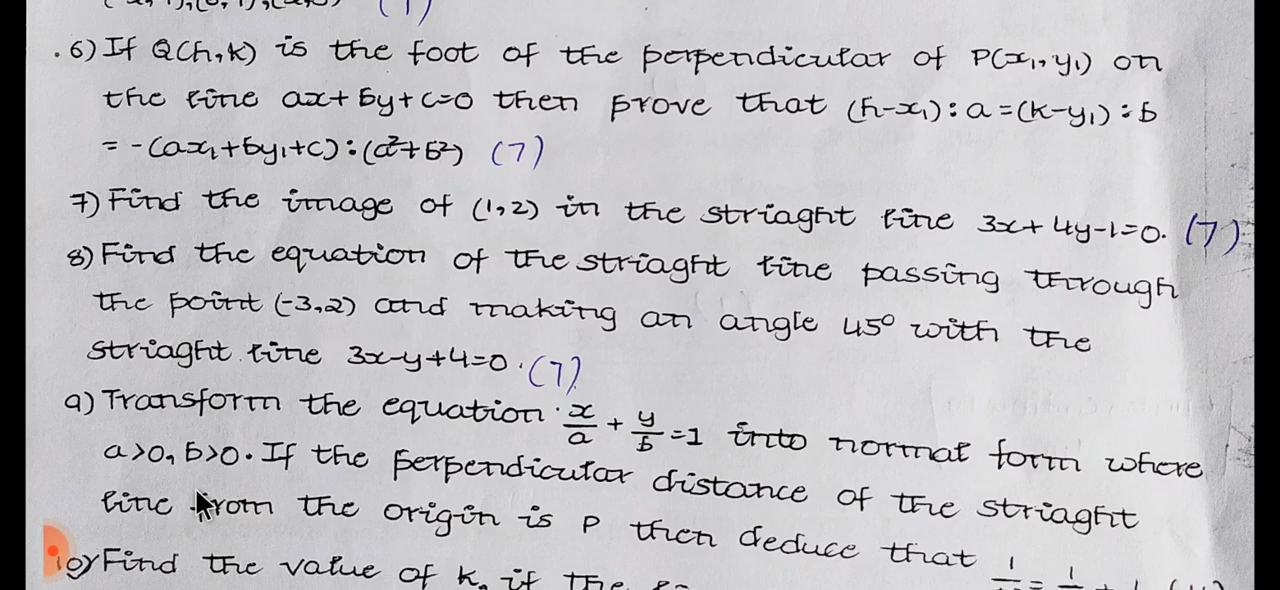 (1)
.6) If Q(h,k) is the foot of the perpendicular of P(x₁,y₁) on
the line ax+by+c=0 then prove that (h-x₁):a=(k-y₁):b
= -(ax₁+by₁+c):(a²+b²) (7)
7) Find the image of (1,2) in the striaght line 3x+4y-1=0. (7)
8) Find the equation of the striaght line passing through
the point (-3,2) and making an angle 45° with the
striaght line 3x-y+4=0. (7)
9) Transform the equation x/a + y/b =1 into normal form where
a>0, b>0. If the perpendicular distance of the striaght
line from the origin is P then deduce that
10) Find the value of k, if the